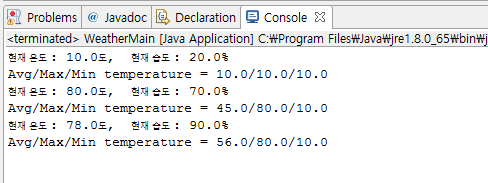 Problems @ Javadoc Declaration Console
<terminated> WeatherMain [Java Application] C:₩Program Files₩Java₩jre1.8.0_65₩bin₩j
현재 온도 : 10.0도, 현재 습도 : 20.0%
Avg/Max/Min temperature = 10.0/10.0/10.0
현재 온도 : 80.0도, 현재 습도 : 70.0%
Avg/Max/Min temperature = 45.0/80.0/10.0
현재 온도 : 78.0도, 현재 습도 : 90.0%
Avg/Max/Min temperature = 56.0/80.0/10.0